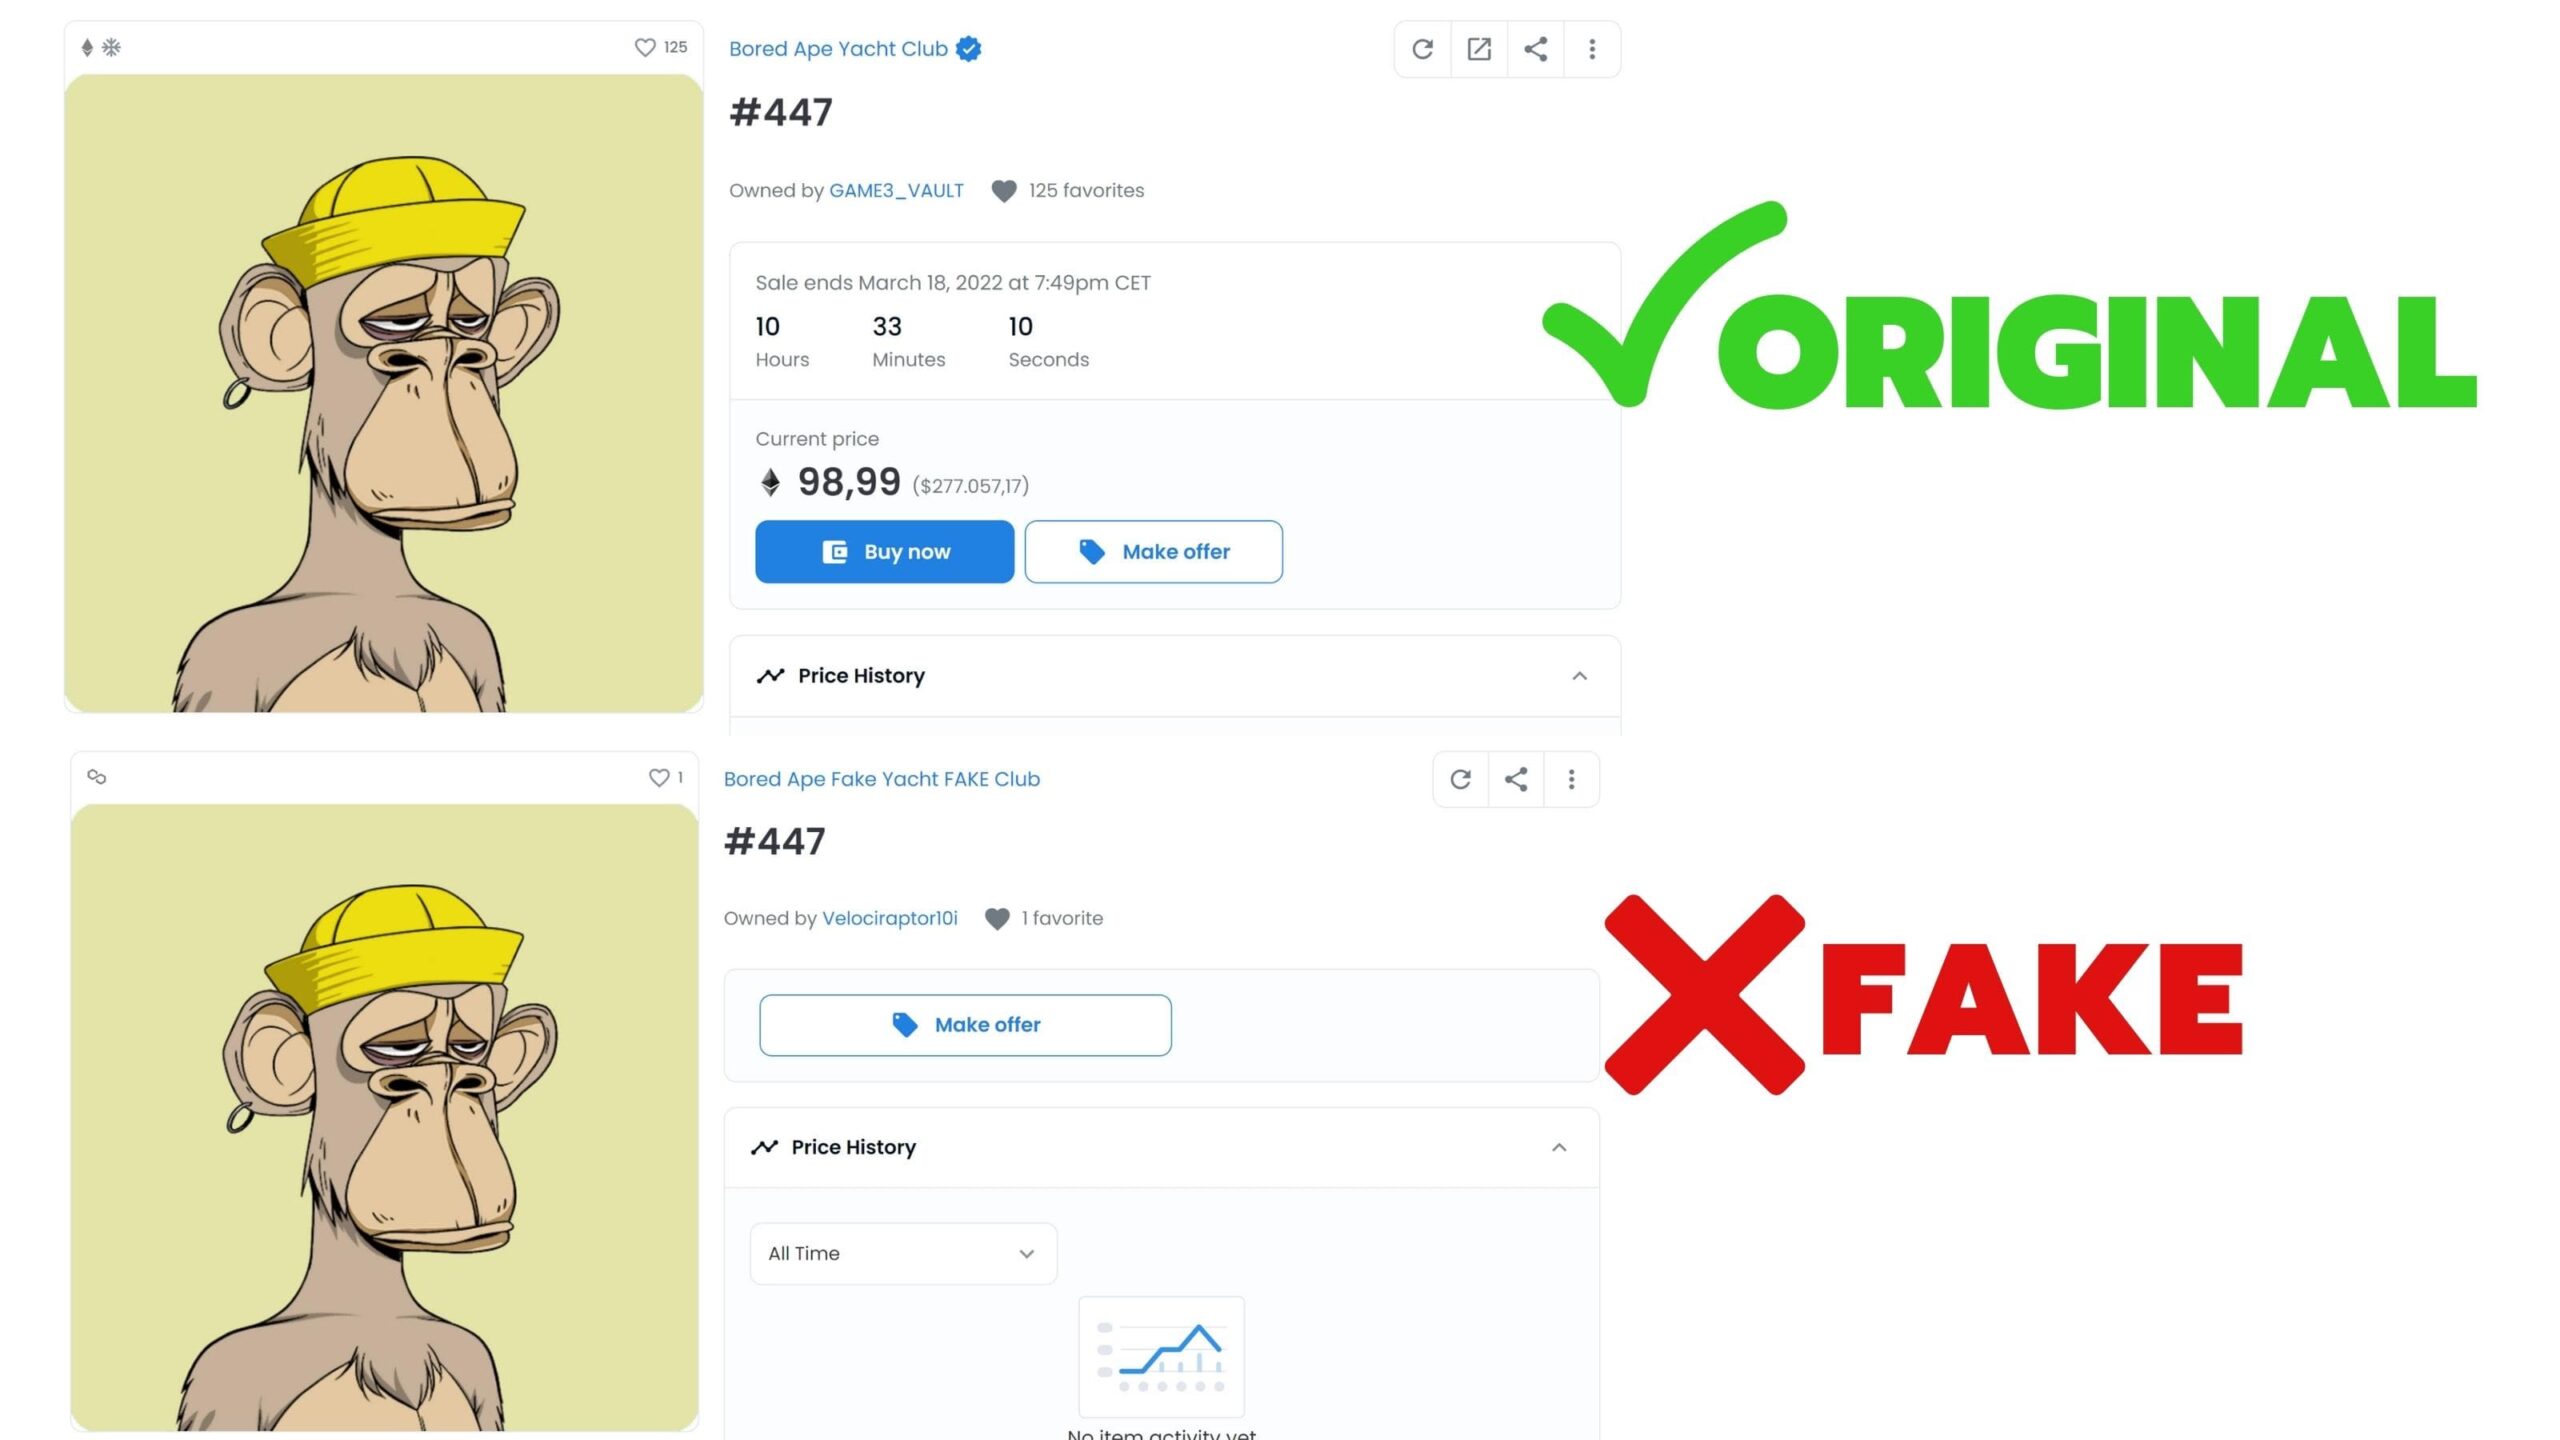 125
Bored Ape Yacht Club
#447
Owned by GAME3_VAULT 125 favorites
Sale ends March 18, 2022 at 7:49pm CET
10 33 10
Hours Minutes Seconds
ORIGINAL
Current price
98,99 ($277.057,17)
Buy now Make offer
Price History
1
Bored Ape Fake Yacht FAKE Club
#447
Owned by Velociraptor10i 1 favorite
FAKE
Make offer
Price History
All Time
No item activity yet